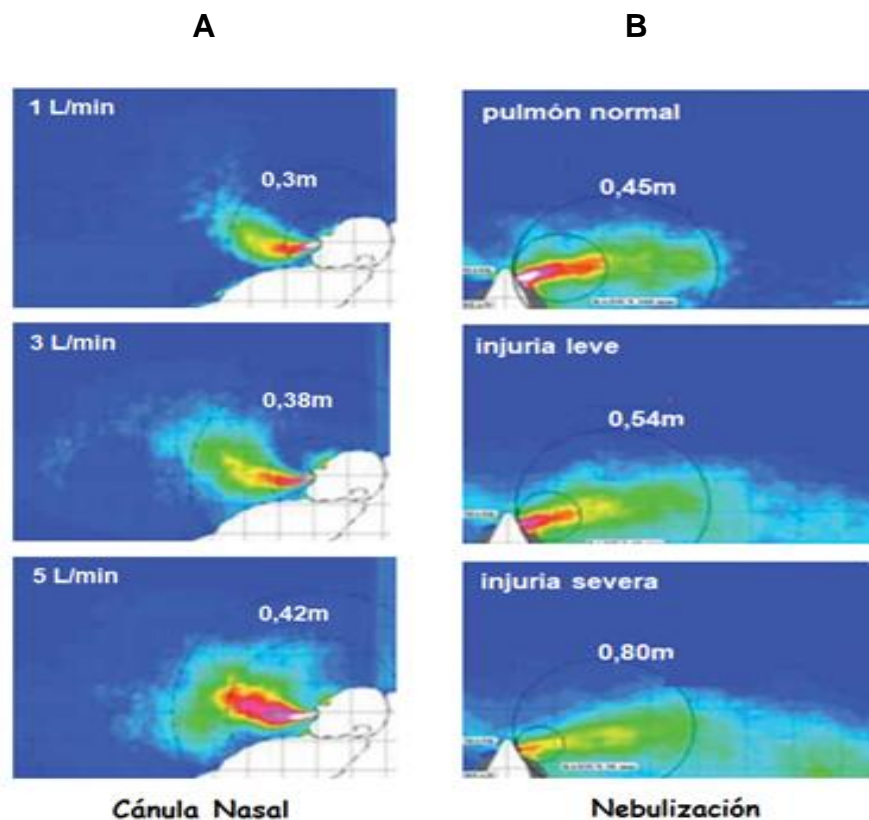 A
B
1 L/min
0,3m
3 L/min
0,38m
5 L/min
0,42m
Cánula Nasal
pulmón normal
0,45m
injuria leve
0,54m
injuria severa
0,80m
Nebulización